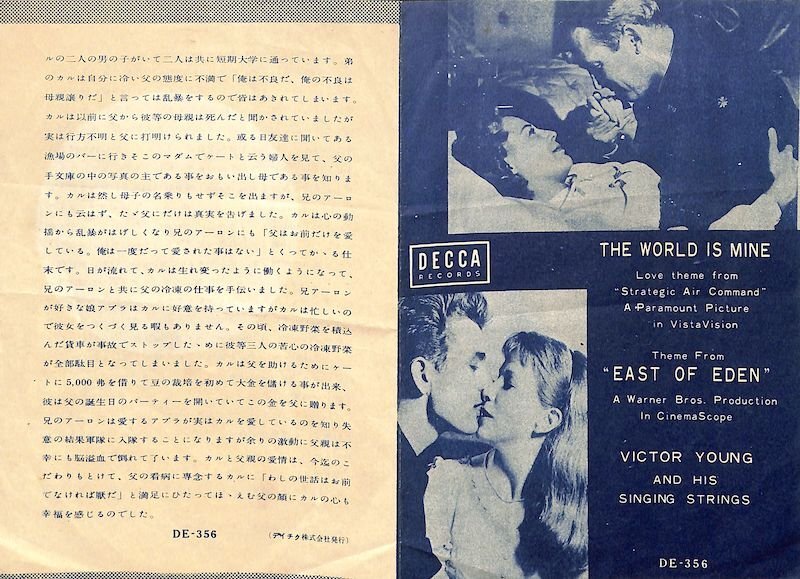 ルの二人の男の子がいて二人は共に短期大学に通っています。弟
のカルは自分に冷い父の態度に不満で「俺は不良だ、俺の不良は
母親譲りだ」と言っては乱暴をするので皆はあきれてしまいます。
カルは以前に父から彼等の母親は死んだと聞かされていましたが
実は行方不明と父に打明けられました。或る日友達に聞いてある
漁場のバーに行きそこのマダムでケートと云う婦人を見て、父の
手文庫の中の写真の主である事をおもい出し母である事を知りま
す。カルは然し母子の名乗りもせずそこを出ますが、兄のアーロ
ンにも云はず、たゞ父にだけは真実を告げました。カルは心の動
揺から乱暴がはげしくなり兄のアーロンにも「父はお前だけを愛
している。俺は一度だって愛された事はない」とくってかゝる仕
末です。日が流れて、カルは生れ変ったように働くようになって、
兄のアーロンと共に父の冷凍の仕事を手伝いました。兄アーロン
が好きな娘アブラはカルに好意を持っていますがカルは忙しいの
で彼女をつくづく見る暇もありません。その頃、冷凍野菜を積込
んだ貨車が事故でストップしたゝめに彼等三人の苦心の冷凍野菜
が全部駄目となってしまいました。カルは父を助けるためにケー
トに5,000弗を借りて豆の栽培を初めて大金を儲ける事が出来、
彼は父の誕生日のパーティーを開いていてこの金を父に贈ります。
兄のアーロンは愛するアブラが実はカルを愛しているのを知り失
意の結果軍隊に入隊することになりますが余りの激動に父親は不
幸にも脳溢血で倒れて了います。カルと父親の愛情は、今迄のこ
だわりもとけて、父の看病に専念するカルに「わしの世話はお前
でなければ厭だ」と満足にひたってほゝえむ父の顔にカルの心も
幸福を感じるのでした。
DE-356 (テイチク株式会社発行)
DECCA
RECORDS
THE WORLD IS MINE
Love theme from
"Strategic Air Command"
A Paramount Picture
in VistaVision
Theme From
"EAST OF EDEN"
A Warner Bros. Production
In CinemaScope
VICTOR YOUNG
AND HIS
SINGING STRINGS
DE-356